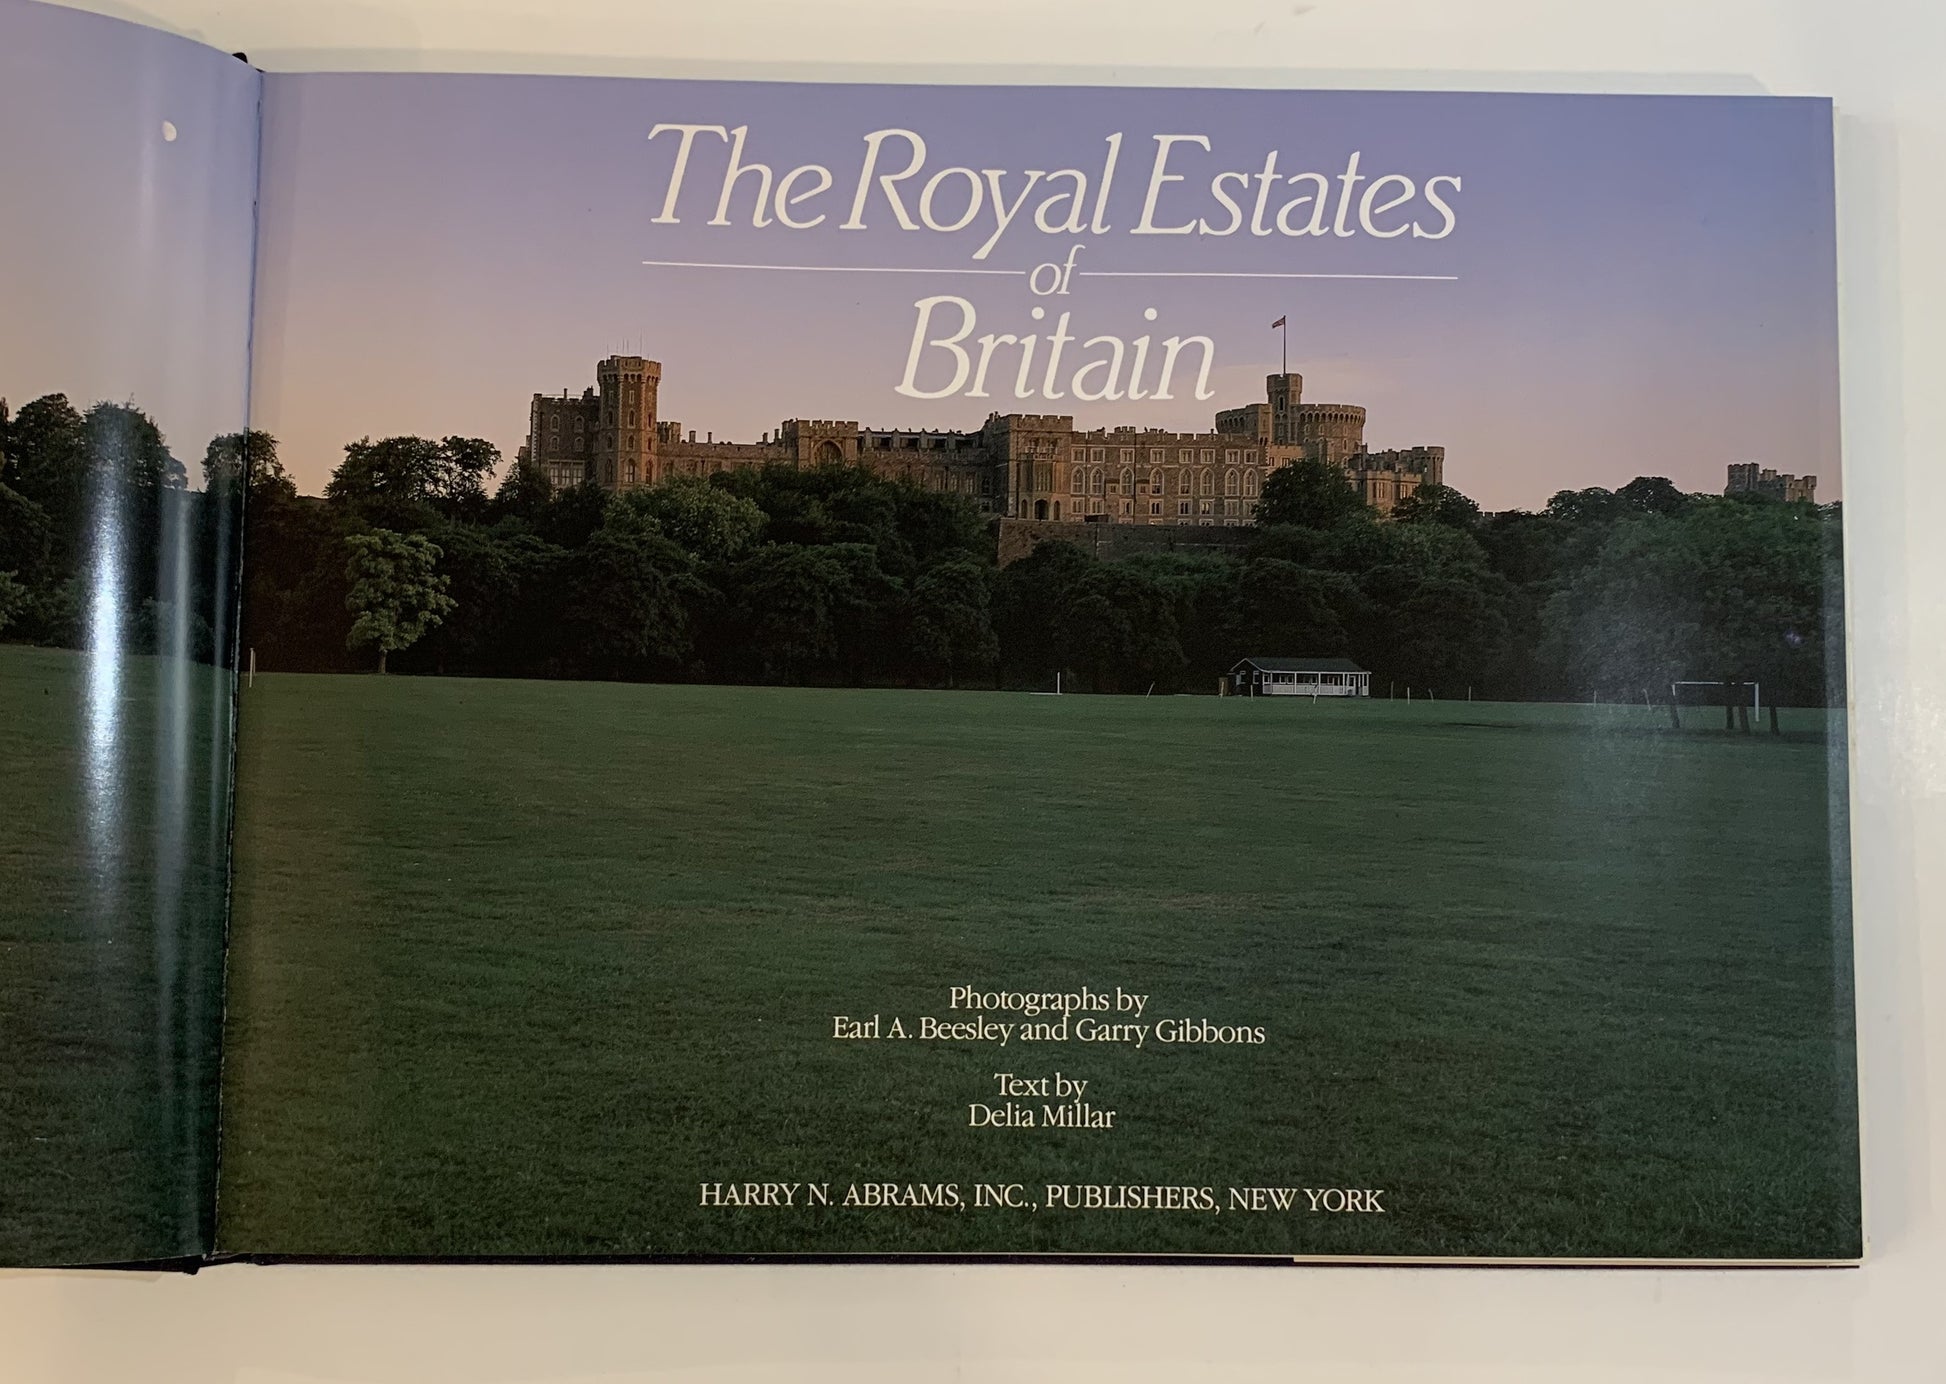 The Royal Estates
of
Britain
Photographs by
Earl A. Beesley and Garry Gibbons
Text by
Delia Millar
HARRY N. ABRAMS, INC., PUBLISHERS, NEW YORK